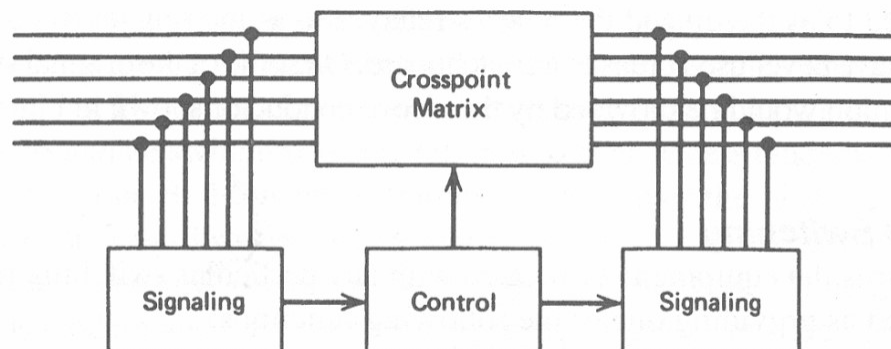 Crosspoint
Matrix
Signaling
Control
Signaling